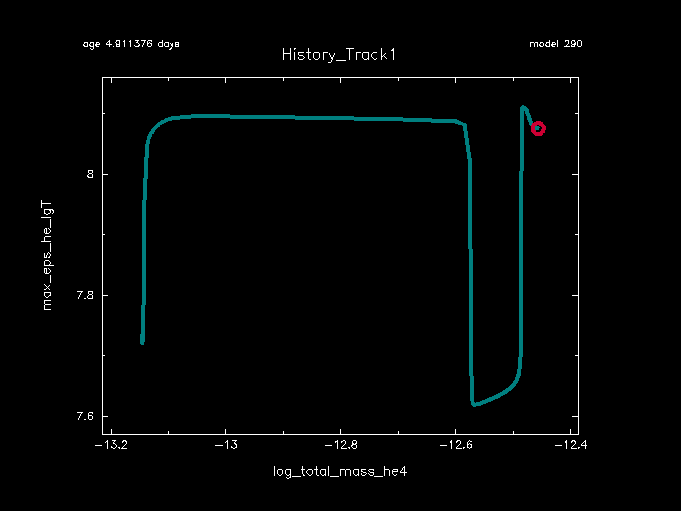 age 4.911376 days
model 290
History_Track1
max_eps_he_lgT
8
7.8
7.6
−13.2
−13
−12.8
−12.6
−12.4
log_total_mass_he4